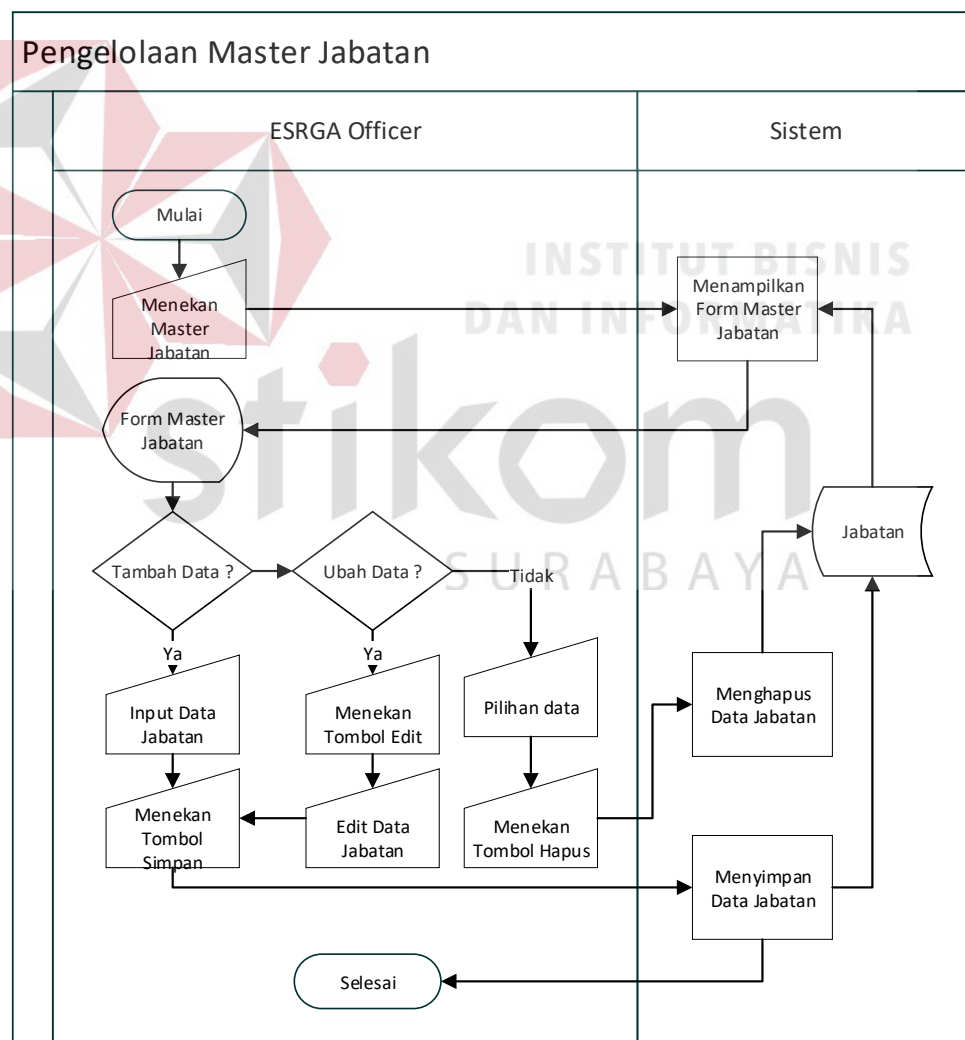 Pengelolaan Master Jabatan
ESRGA Officer
Sistem
Mulai
INSTITUT BISNIS
DAN INFORMATIKA
Menekan
Master
Jabatan
Menampilkan
Form Master
Jabatan
Form Master
Jabatan
stikom
SURABAYA
Jabatan
Tambah Data ?
Ubah Data ?
Tidak
Ya
Ya
Input Data
Jabatan
Menekan
Tombol Edit
Pilihan data
Menghapus
Data Jabatan
Menekan
Tombol
Simpan
Edit Data
Jabatan
Menekan
Tombol Hapus
Menyimpan
Data Jabatan
Selesai